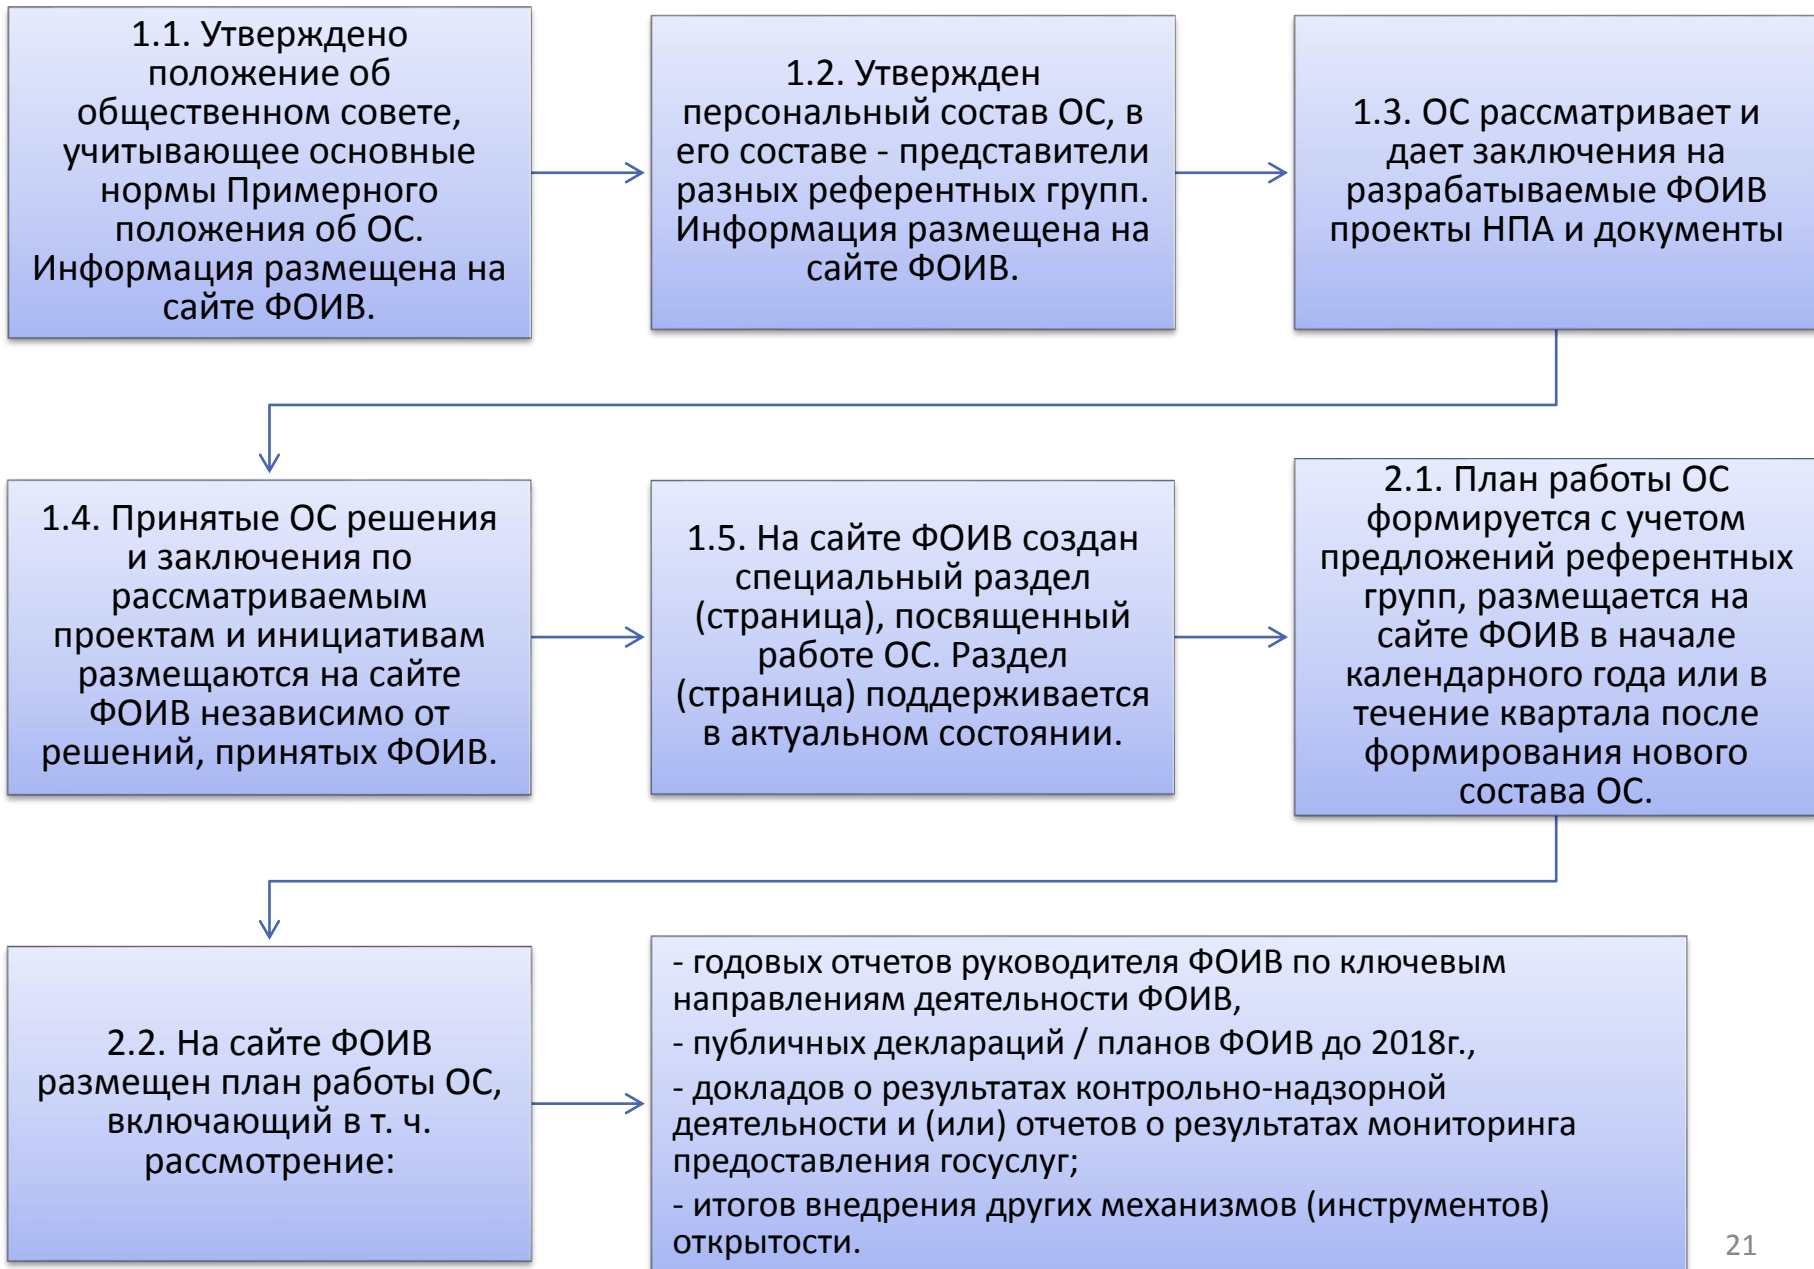 1.1. Утверждено
положение об
общественном совете,
учитывающее основные
нормы Примерного
положения об ОС.
Информация размещена на
сайте ФОИВ.
1.2. Утвержден
персональный состав ОС, в
его составе - представители
разных референтных групп.
Информация размещена на
сайте ФОИВ.
1.3. ОС рассматривает и
дает заключения на
разрабатываемые ФОИВ
проекты НПА и документы
1.4. Принятые ОС решения
и заключения по
рассматриваемым
проектам и инициативам
размещаются на сайте
ФОИВ независимо от
решений, принятых ФОИВ.
1.5. На сайте ФОИВ создан
специальный раздел
(страница), посвященный
работе ОС. Раздел
(страница) поддерживается
в актуальном состоянии.
2.1. План работы ОС
формируется с учетом
предложений референтных
групп, размещается на
сайте ФОИВ в начале
календарного года или в
течение квартала после
формирования нового
состава ОС.
2.2. На сайте ФОИВ
размещен план работы ОС,
включающий в т. ч.
рассмотрение:
- годовых отчетов руководителя ФОИВ по ключевым
направлениям деятельности ФОИВ,
- публичных деклараций / планов ФОИВ до 2018г.,
- докладов о результатах контрольно-надзорной
деятельности и (или) отчетов о результатах мониторинга
предоставления госуслуг;
- итогов внедрения других механизмов (инструментов)
открытости.
21